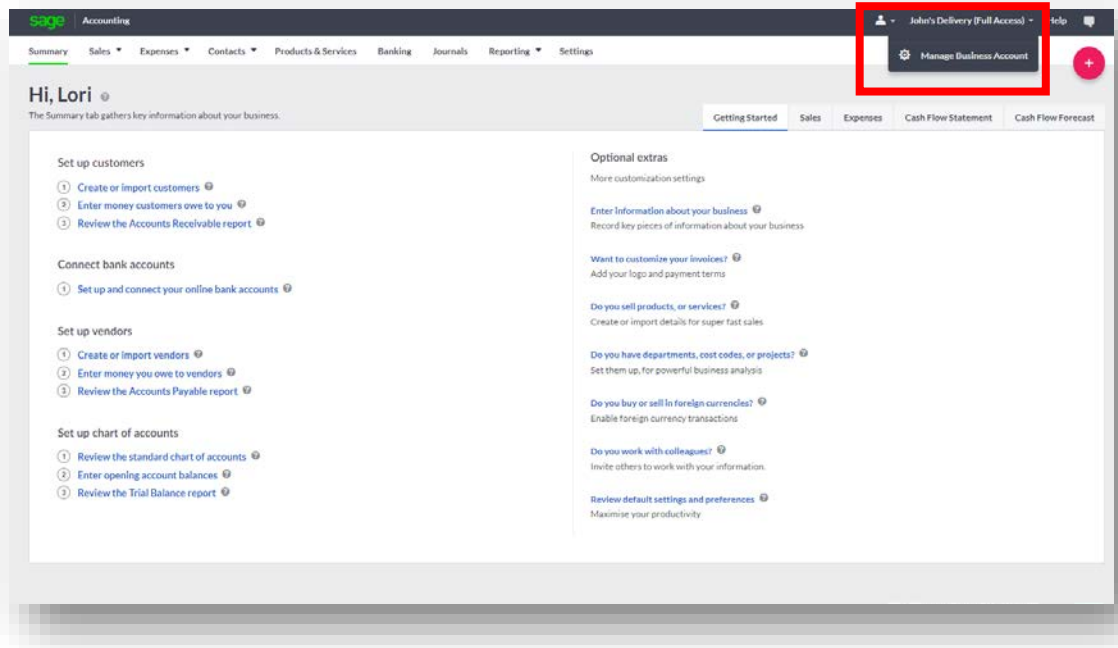 sage Accounting John's Delivery (Full Access) Help
Summary Sales Expenses Contacts Products & Services Banking Journals Reporting Settings
Manage Business Account
+
Hi, Lori
The Summary tab gathers key information about your business.
Getting Started Sales Expenses Cash Flow Statement Cash Flow Forecast
Set up customers
1 Create or import customers
2 Enter money customers owe to you
3 Review the Accounts Receivable report
Connect bank accounts
1 Set up and connect your online bank accounts
Set up vendors
1 Create or import vendors
2 Enter money you owe to vendors
3 Review the Accounts Payable report
Set up chart of accounts
1 Review the standard chart of accounts
2 Enter opening account balances
3 Review the Trial Balance report
Optional extras
More customization settings
Enter information about your business
Record key pieces of information about your business
Want to customize your invoices?
Add your logo and payment terms
Do you sell products, or services?
Create or import details for super fast sales
Do you have departments, cost codes, or projects?
Set them up, for powerful business analysis
Do you buy or sell in foreign currencies?
Enable foreign currency transactions
Do you work with colleagues?
Invite others to work with your information.
Review default settings and preferences
Maximise your productivity